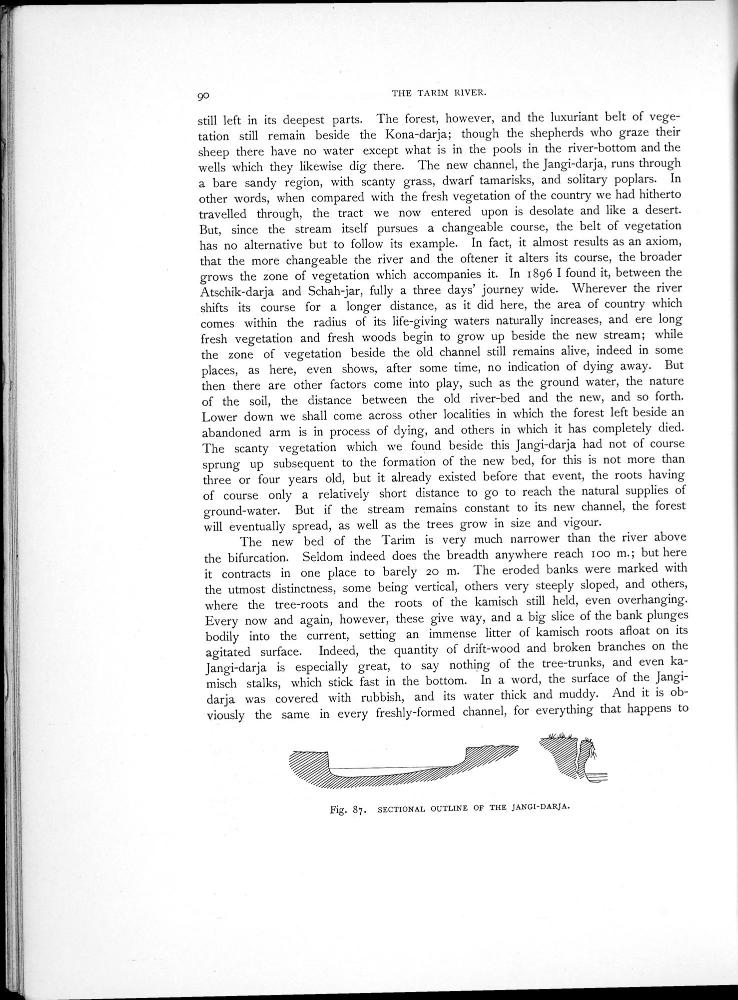 90
THE TARIM RIVER.
still left in its deepest parts. The forest, however, and the luxuriant belt of vege-
tation still remain beside the Kona-darja; though the shepherds who graze their
sheep there have no water except what is in the pools in the river-bottom and the
wells which they likewise dig there. The new channel, the Jangi-darja, runs through
a bare sandy region, with scanty grass, dwarf tamarisks, and solitary poplars. In
other words, when compared with the fresh vegetation of the country we had hitherto
travelled through, the tract we now entered upon is desolate and like a desert.
But, since the stream itself pursues a changeable course, the belt of vegetation
has no alternative but to follow its example. In fact, it almost results as an axiom,
that the more changeable the river and the oftener it alters its course, the broader
grows the zone of vegetation which accompanies it. In 1896 I found it, between the
Atschik-darja and Schah-jar, fully a three days' journey wide. Wherever the river
shifts its course for a longer distance, as it did here, the area of country which
comes within the radius of its life-giving waters naturally increases, and ere long
fresh vegetation and fresh woods begin to grow up beside the new stream; while
the zone of vegetation beside the old channel still remains alive, indeed in some
places, as here, even shows, after some time, no indication of dying away. But
then there are other factors come into play, such as the ground water, the nature
of the soil, the distance between the old river-bed and the new, and so forth.
Lower down we shall come across other localities in which the forest left beside an
abandoned arm is in process of dying, and others in which it has completely died.
The scanty vegetation which we found beside this Jangi-darja had not of course
sprung up subsequent to the formation of the new bed, for this is not more than
three or four years old, but it already existed before that event, the roots having
of course only a relatively short distance to go to reach the natural supplies of
ground-water. But if the stream remains constant to its new channel, the forest
will eventually spread, as well as the trees grow in size and vigour.
The new bed of the Tarim is very much narrower than the river above
the bifurcation. Seldom indeed does the breadth anywhere reach 100 m.; but here
it contracts in one place to barely 20 m. The eroded banks were marked with
the utmost distinctness, some being vertical, others very steeply sloped, and others,
where the tree-roots and the roots of the kamisch still held, even overhanging.
Every now and again, however, these give way, and a big slice of the bank plunges
bodily into the current, setting an immense litter of kamisch roots afloat on its
agitated surface. Indeed, the quantity of drift-wood and broken branches on the
Jangi-darja is especially great, to say nothing of the tree-trunks, and even ka-
misch stalks, which stick fast in the bottom. In a word, the surface of the Jangi-
darja was covered with rubbish, and its water thick and muddy. And it is ob-
viously the same in every freshly-formed channel, for everything that happens to
Fig. 87. SECTIONAL OUTLINE OF THE JANGI-DARJA.